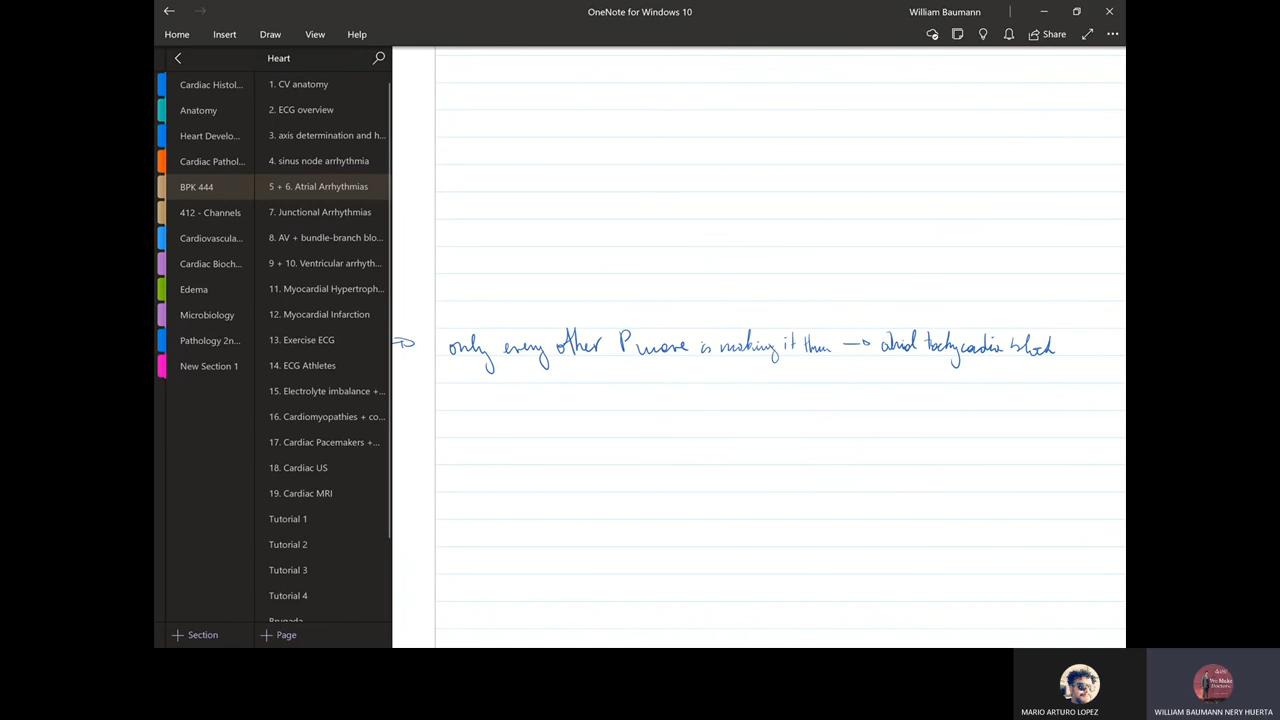 OneNote for Windows 10
William Baumann
Home
Insert
Draw
View
Help
Share
Heart
Cardiac Histol...
Anatomy
Heart Develo...
Cardiac Pathol...
BPK 444
412 - Channels
Cardiovascula...
Cardiac Bioch...
Edema
Microbiology
Pathology 2n...
New Section 1
1. CV anatomy
2. ECG overview
3. axis determination and h...
4. sinus node arrhythmia
5 + 6. Atrial Arrhythmias
7. Junctional Arrhythmias
8. AV + bundle-branch blo...
9 + 10. Ventricular arrhyth...
11. Myocardial Hypertroph...
12. Myocardial Infarction
13. Exercise ECG
14. ECG Athletes
15. Electrolyte imbalance +...
16. Cardiomyopathies + co...
17. Cardiac Pacemakers +...
18. Cardiac US
19. Cardiac MRI
Tutorial 1
Tutorial 2
Tutorial 3
Tutorial 4
Brugada
only every other P wave is making it thru → atrial tachycardia block
+ Section
+ Page
MARIO ARTURO LOPEZ
WILLIAM BAUMANN NERY HUERTA